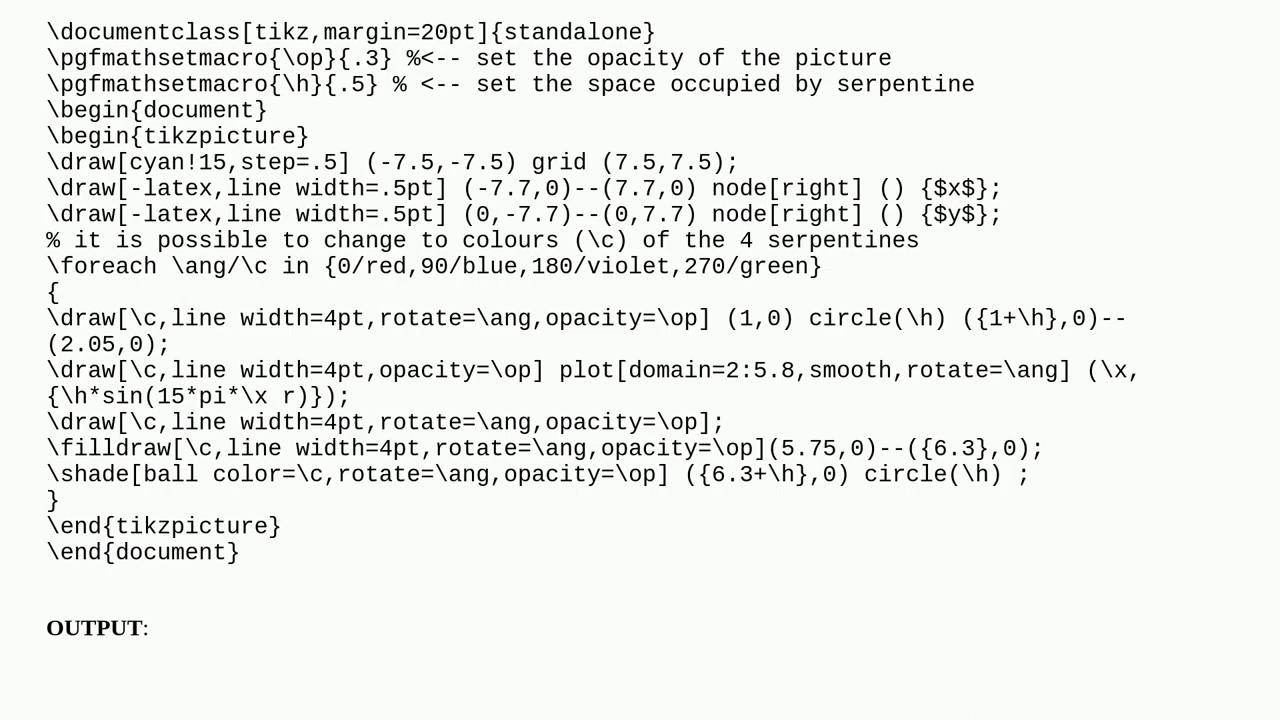 \documentclass[tikz,margin=20pt]{standalone}
\pgfmathsetmacro{\op}{.3} %<-- set the opacity of the picture
\pgfmathsetmacro{\h}{.5} % <-- set the space occupied by serpentine
\begin{document}
\begin{tikzpicture}
\draw[cyan!15,step=.5] (-7.5,-7.5) grid (7.5,7.5);
\draw[-latex,line width=.5pt] (-7.7,0)--(7.7,0) node[right] () {$x$};
\draw[-latex,line width=.5pt] (0,-7.7)--(0,7.7) node[right] () {$y$};
% it is possible to change to colours (\c) of the 4 serpentines
\foreach \ang/\c in {0/red,90/blue,180/violet,270/green}
{
\draw[\c,line width=4pt,rotate=\ang,opacity=\op] (1,0) circle(\h) ({1+\h},0)--
(2.05,0);
\draw[\c,line width=4pt,opacity=\op] plot[domain=2:5.8,smooth,rotate=\ang] (\x,
{\h*sin(15*pi*\x r)});
\draw[\c,line width=4pt,rotate=\ang,opacity=\op];
\filldraw[\c,line width=4pt,rotate=\ang,opacity=\op](5.75,0)--({6.3},0);
\shade[ball color=\c,rotate=\ang,opacity=\op] ({6.3+\h},0) circle(\h) ;
}
\end{tikzpicture}
\end{document}
OUTPUT: